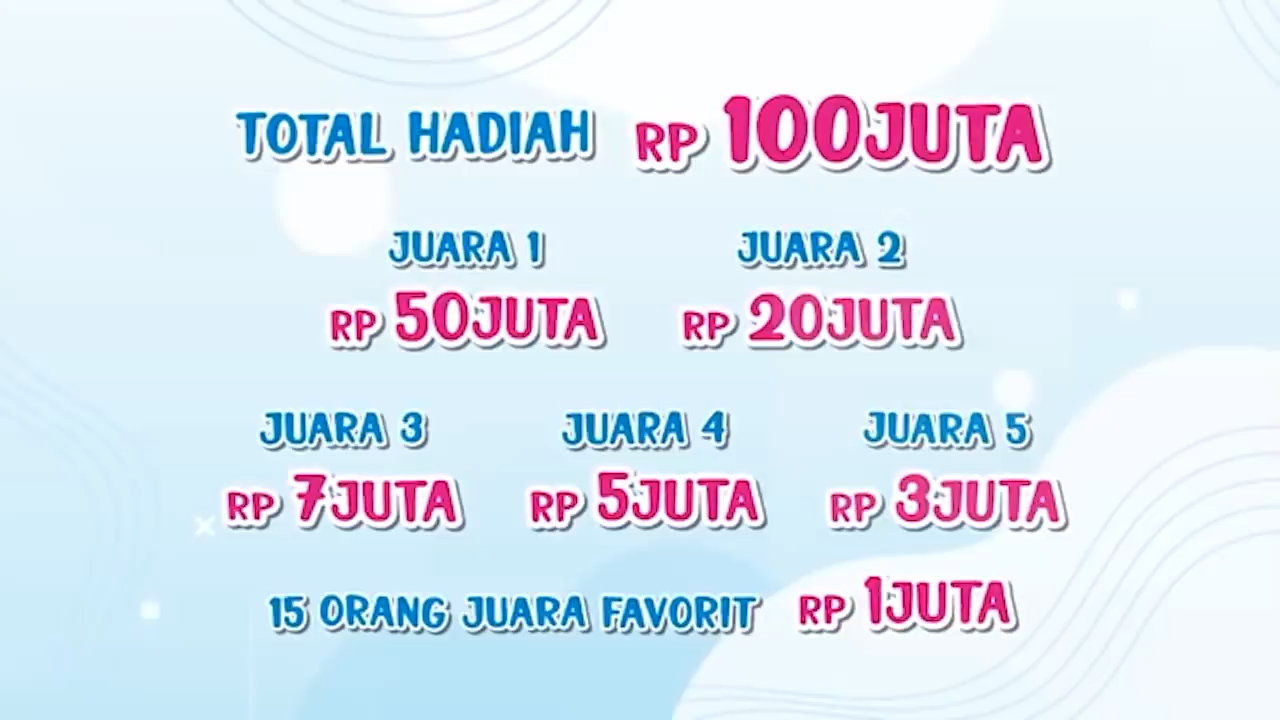 TOTAL HADIAH RP 100JUTA
JUARA 1 JUARA 2
RP 50JUTA RP 20JUTA
JUARA 3 JUARA 4 JUARA 5
RP 7JUTA RP 5JUTA RP 3JUTA
15 ORANG JUARA FAVORIT RP 1JUTA